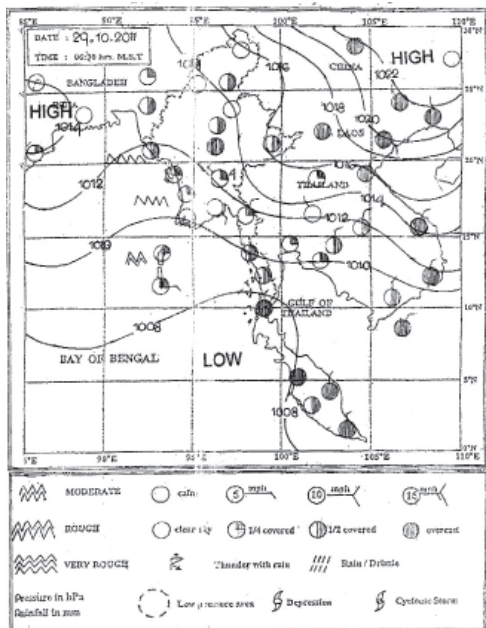 DATE : 29.10.2011
TIME : 06:30 hrs. M.S.T
85°E 90°E 95°E 100°E 105°E 110°E
HIGH
CHINA
1016
1022
BANGLADESH
25°N
1018
HIGH
1014
1020
LAOS
20°N
1012
THAILAND
1014
1012
15°N
1010
1010
GULF OF
THAILAND
10°N
1008
BAY OF BENGAL
LOW
5°N
1008
85°E 90°E 95°E 100°E 105°E 110°E
MODERATE calm 5 mph 10 mph 15 mph
ROUGH clear sky 1/4 covered 1/2 covered overcast
VERY ROUGH Thunder with rain Rain / Drizzle
Pressure in hPa
Rainfall in mm
Low pressure area Depression Cyclonic Storm